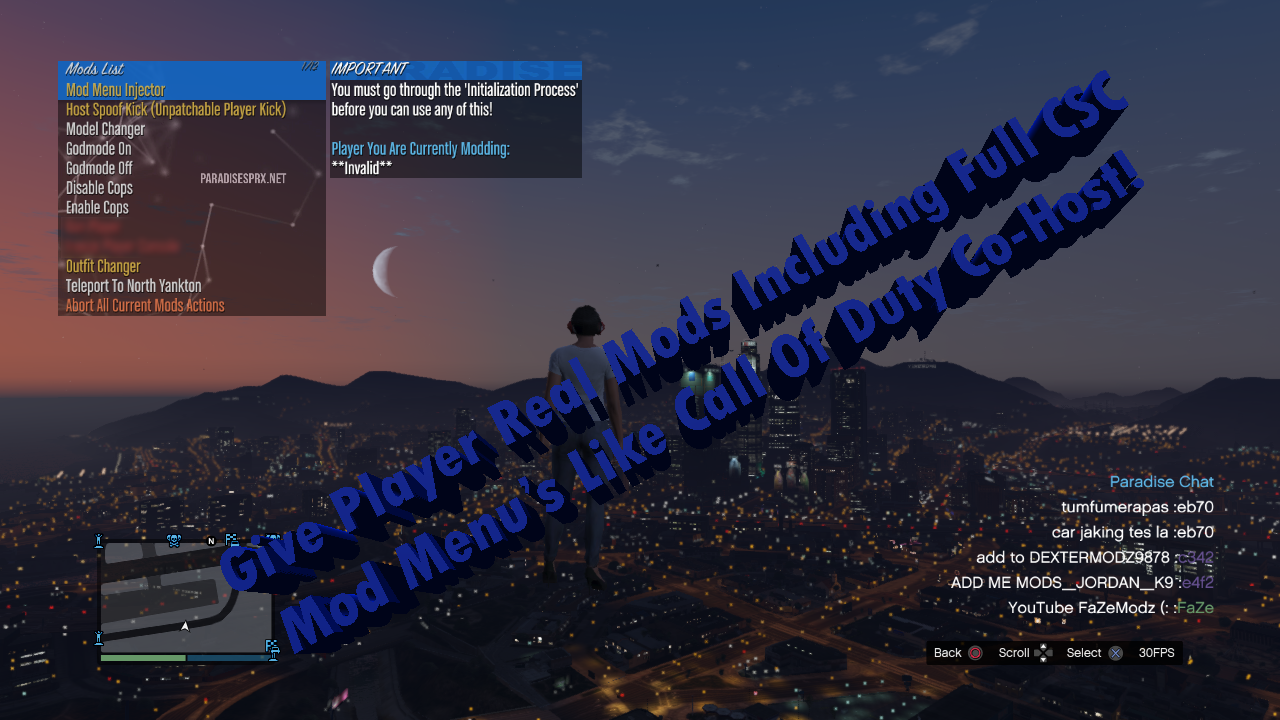 Mods List
1/12
Mod Menu Injector
Host Spoof Kick (Unpatchable Player Kick)
Model Changer
Godmode On
Godmode Off
Disable Cops
Enable Cops
Outfit Changer
Teleport To North Yankton
Abort All Current Mods Actions
PARADISESPRX.NET
IMPORTANT
PARADISE
You must go through the 'Initialization Process'
before you can use any of this!
Player You Are Currently Modding:
**Invalid**
Give Player Real Mods Including Full CSC
Mod Menu's Like Call Of Duty Co-Host!
Paradise Chat
tumfumerapas :eb70
car jaking tes la :eb70
add to DEXTERMODZ9878 :
ADD ME MODS__JORDAN__K9 :e4f2
YouTube FaZeModz (: :FaZe
N
Back Scroll Select 30FPS